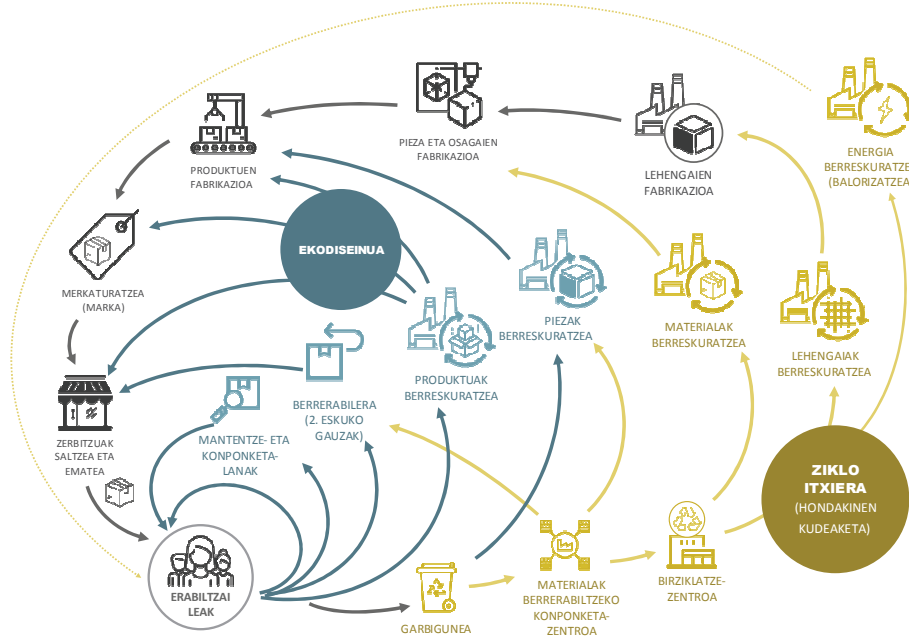 PIEZA ETA OSAGAIEN
FABRIKAZIOA
PRODUKTUEN
FABRIKAZIOA
LEHENGAIEN
FABRIKAZIOA
ENERGIA
BERRESKURATZE
(BALORIZATZEA)
EKODISEINUA
MERKATURATZEA
(MARKA)
PIEZAK
BERRESKURATZEA
MATERIALAK
BERRESKURATZEA
LEHENGAIAK
BERRESKURATZEA
PRODUKTUAK
BERRESKURATZEA
BERRERABILERA
(2. ESKUKO
GAUZAK)
MANTENTZE- ETA
KONPONKETA-
LANAK
ZERBITZUAK
SALTZEA ETA
EMATEA
ZIKLO
ITXIERA
(HONDAKINEN
KUDEAKETA)
ERABILTZAI
LEAK
GARBIGUNEA
MATERIALAK
BERRERABILTZEKO
KONPONKETA-
ZENTROA
BIRZIKLATZE-
ZENTROA